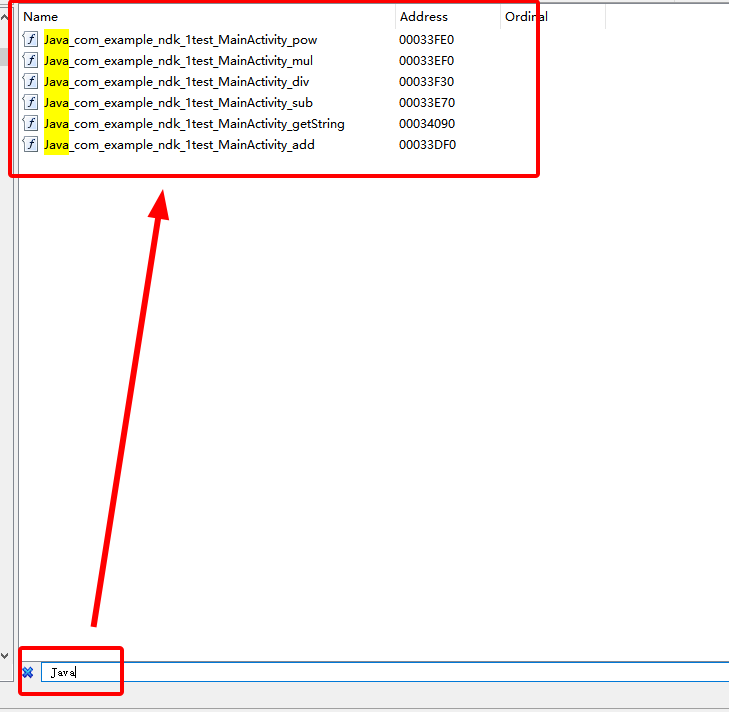 Name Address Ordinal
f Java_com_example_ndk_1test_MainActivity_pow 00033FE0
f Java_com_example_ndk_1test_MainActivity_mul 00033EF0
f Java_com_example_ndk_1test_MainActivity_div 00033F30
f Java_com_example_ndk_1test_MainActivity_sub 00033E70
f Java_com_example_ndk_1test_MainActivity_getString 00034090
f Java_com_example_ndk_1test_MainActivity_add 00033DF0
Java